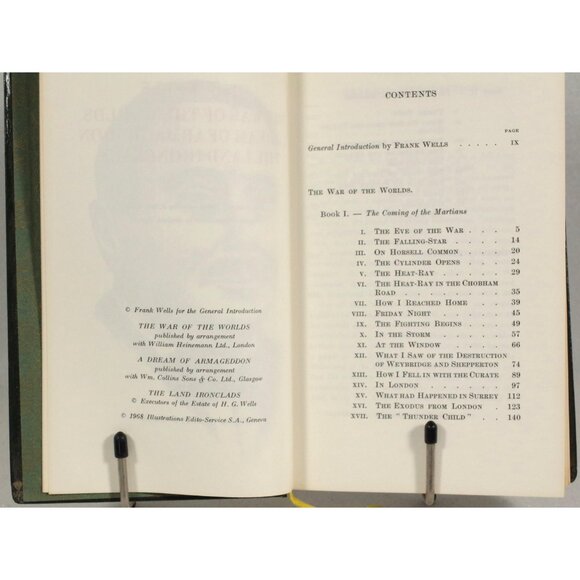 © Frank Wells for the General Introduction
THE WAR OF THE WORLDS
published by arrangement
with William Heinemann Ltd., London
A DREAM OF ARMAGEDDON
published by arrangement
with Wm. Collins Sons & Co. Ltd., Glasgow
THE LAND IRONCLADS
© Executors of the Estate of H. G. Wells
© 1968 Illustrations Edito-Service S.A., Geneva
CONTENTS
PAGE
General Introduction by FRANK WELLS . . . . . IX
THE WAR OF THE WORLDS.
Book I. — The Coming of the Martians
I. THE EVE OF THE WAR . . . 5
II. THE FALLING-STAR . . . . 14
III. ON HORSELL COMMON . . . . 20
IV. THE CYLINDER OPENS . . . . 24
V. THE HEAT-RAY . . . . . 29
VI. THE HEAT-RAY IN THE CHOBHAM
ROAD . . . . . . . 35
VII. HOW I REACHED HOME . . . 39
VIII. FRIDAY NIGHT . . . . . 45
IX. THE FIGHTING BEGINS . . . 49
X. IN THE STORM . . . . . 57
XI. AT THE WINDOW . . . . . 66
XII. WHAT I SAW OF THE DESTRUCTION
OF WEYBRIDGE AND SHEPPERTON 74
XIII. HOW I FELL IN WITH THE CURATE 89
XIV. IN LONDON . . . . . . 97
XV. WHAT HAD HAPPENED IN SURREY 112
XVI. THE EXODUS FROM LONDON . . 123
XVII. THE " THUNDER CHILD " . . . 140